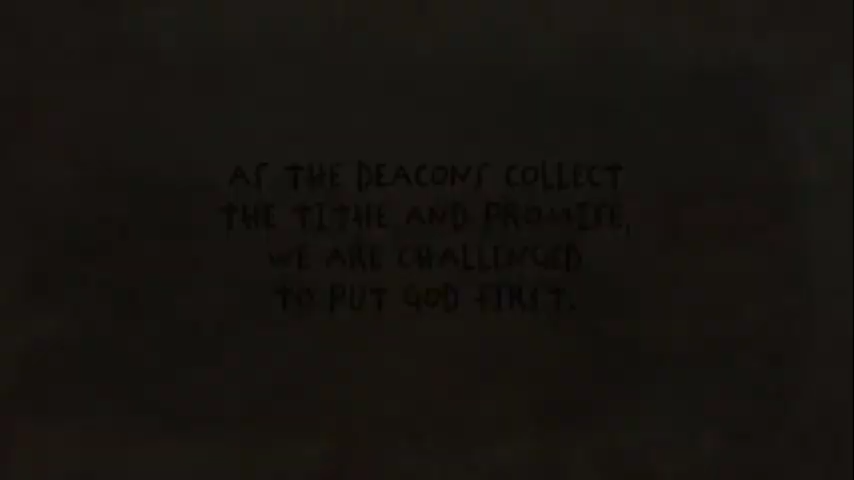 AS THE DEACONS COLLECT
THE TITHE AND PROMISE,
WE ARE CHALLENGED
TO PUT GOD FIRST.